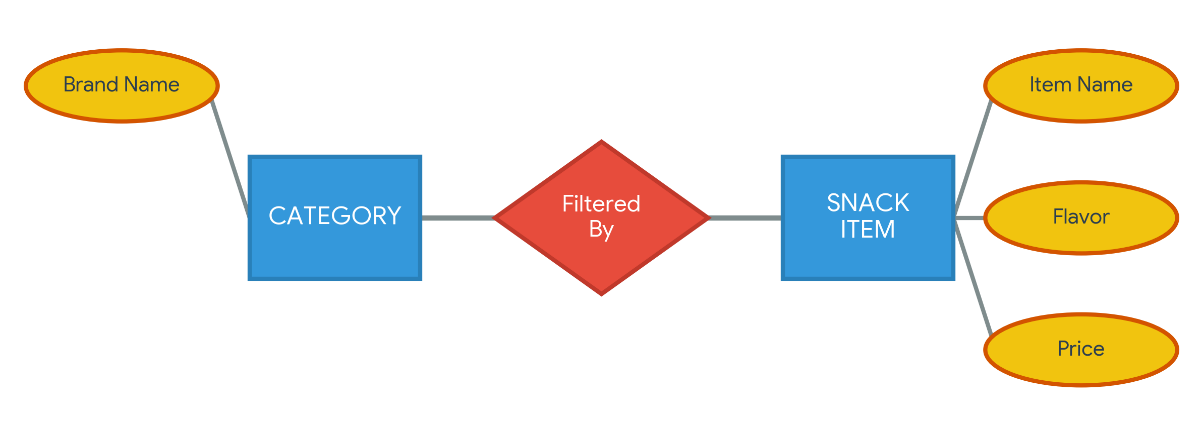 Brand Name
CATEGORY
Filtered
By
SNACK
ITEM
Item Name
Flavor
Price